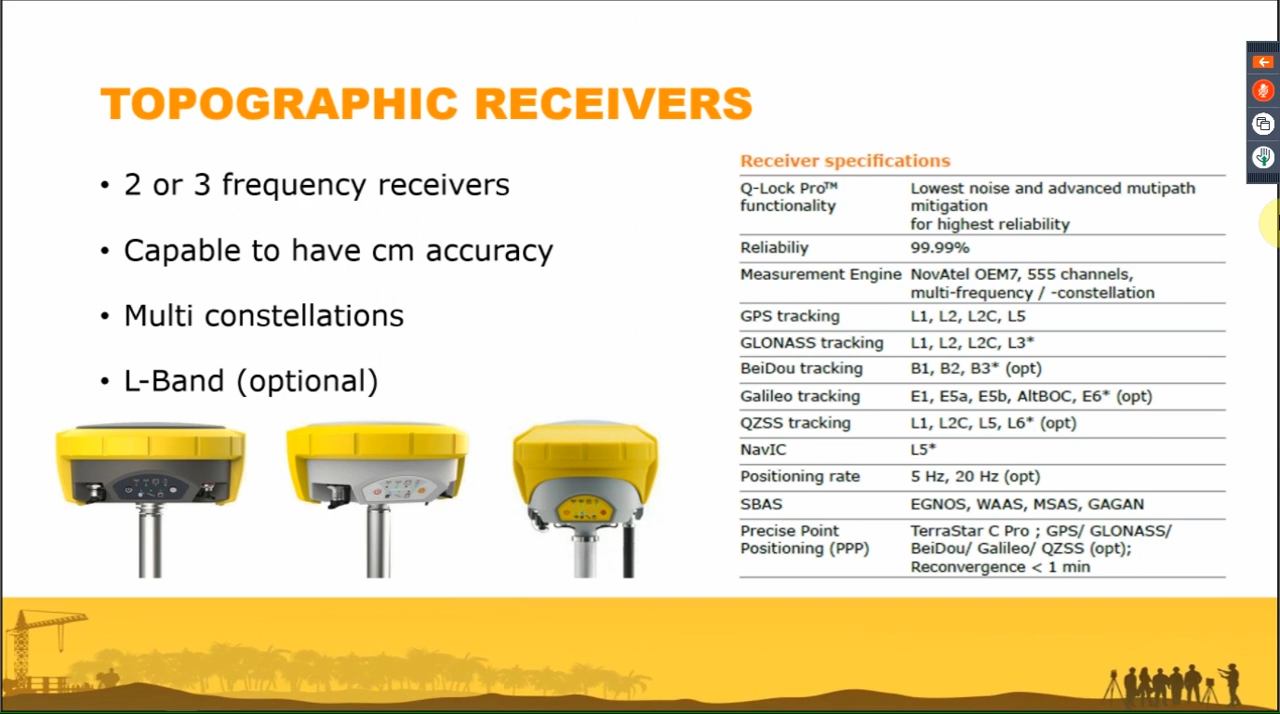 TOPOGRAPHIC RECEIVERS
• 2 or 3 frequency receivers
• Capable to have cm accuracy
• Multi constellations
• L-Band (optional)
Receiver specifications
Q-Lock Pro™ Lowest noise and advanced mutipath
functionality mitigation
for highest reliability
Reliabiliy 99.99%
Measurement Engine NovAtel OEM7, 555 channels,
multi-frequency / -constellation
GPS tracking L1, L2, L2C, L5
GLONASS tracking L1, L2, L2C, L3*
BeiDou tracking B1, B2, B3* (opt)
Galileo tracking E1, E5a, E5b, AltBOC, E6* (opt)
QZSS tracking L1, L2C, L5, L6* (opt)
NavIC L5*
Positioning rate 5 Hz, 20 Hz (opt)
SBAS EGNOS, WAAS, MSAS, GAGAN
Precise Point TerraStar C Pro ; GPS/ GLONASS/
Positioning (PPP) BeiDou/ Galileo/ QZSS (opt);
Reconvergence < 1 min